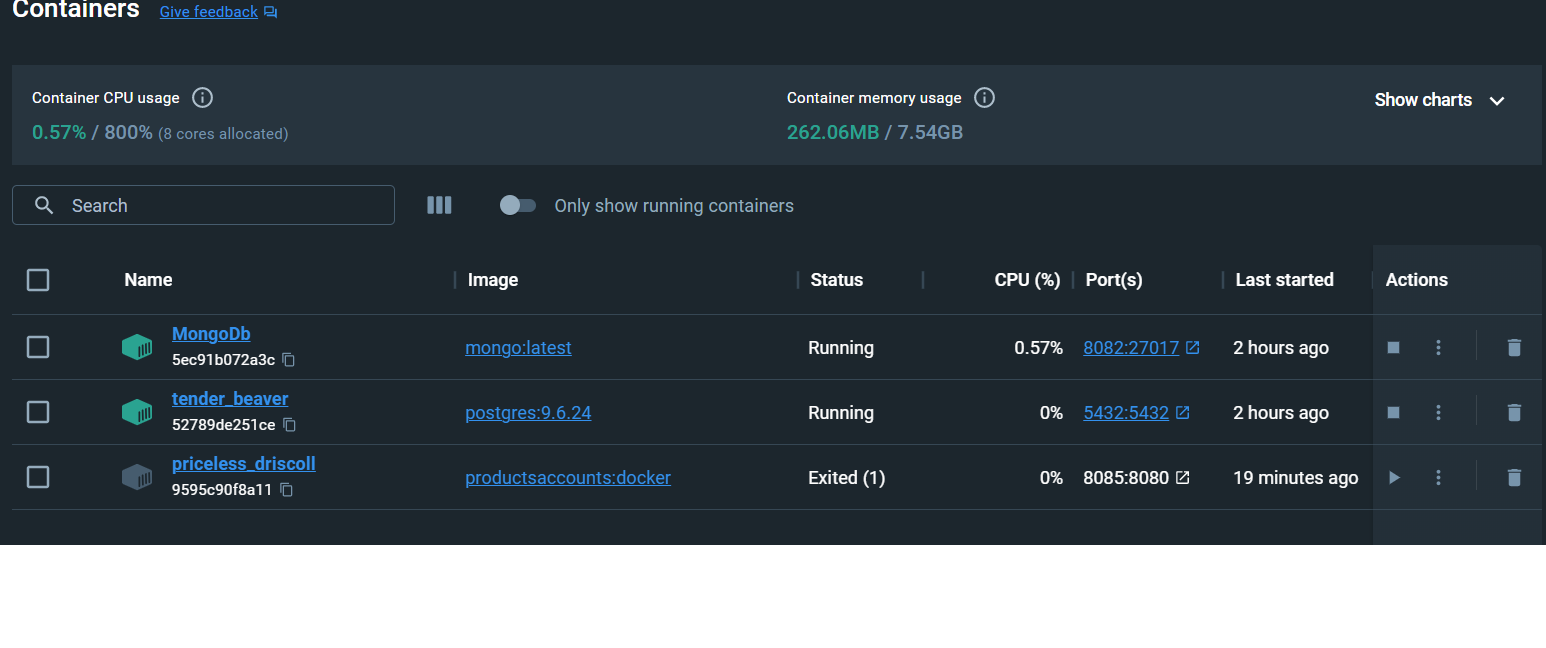 Containers Give feedback
Container CPU usage
0.57% / 800% (8 cores allocated)
Container memory usage
262.06MB / 7.54GB
Show charts
Search
Only show running containers
Name Image Status CPU (%) Port(s) Last started Actions
MongoDb
5ec91b072a3c
mongo:latest Running 0.57% 8082:27017 2 hours ago
tender_beaver
52789de251ce
postgres:9.6.24 Running 0% 5432:5432 2 hours ago
priceless_driscoll
9595c90f8a11
productsaccounts:docker Exited (1) 0% 8085:8080 19 minutes ago